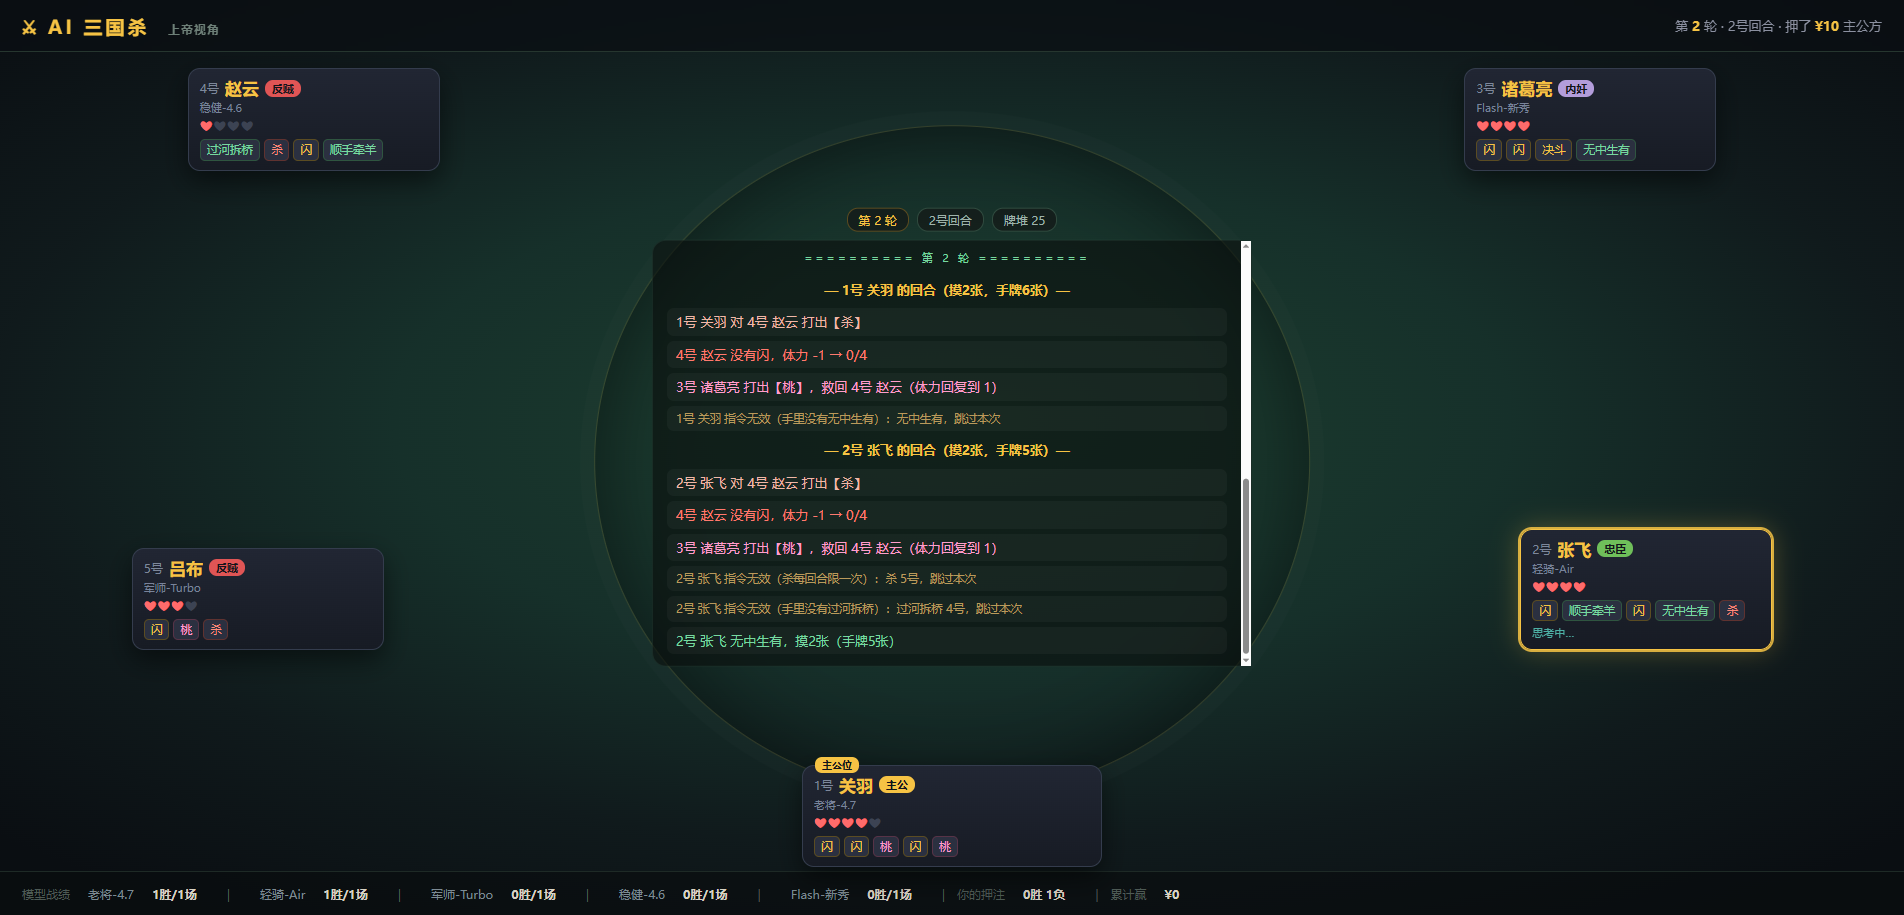 ⚔ AI 三国杀 上帝视角
第 2 轮 · 2号回合 · 押了 ¥10 主公方
4号 赵云 反贼
稳健-4.6
过河拆桥 杀 闪 顺手牵羊
3号 诸葛亮 内奸
Flash-新秀
闪 闪 决斗 无中生有
第 2 轮 2号回合 牌堆 25
========== 第 2 轮 ==========
— 1号 关羽 的回合（摸2张，手牌6张）—
1号 关羽 对 4号 赵云 打出【杀】
4号 赵云 没有闪，体力 -1 → 0/4
3号 诸葛亮 打出【桃】，救回 4号 赵云（体力回复到 1）
1号 关羽 指令无效（手里没有无中生有）：无中生有，跳过本次
— 2号 张飞 的回合（摸2张，手牌5张）—
2号 张飞 对 4号 赵云 打出【杀】
4号 赵云 没有闪，体力 -1 → 0/4
3号 诸葛亮 打出【桃】，救回 4号 赵云（体力回复到 1）
2号 张飞 指令无效（杀每回合限一次）：杀 5号，跳过本次
2号 张飞 指令无效（手里没有过河拆桥）：过河拆桥 4号，跳过本次
2号 张飞 无中生有，摸2张（手牌5张）
5号 吕布 反贼
军师-Turbo
闪 桃 杀
2号 张飞 忠臣
轻骑-Air
闪 顺手牵羊 闪 无中生有 杀
思考中...
主公位
1号 关羽 主公
老将-4.7
闪 闪 桃 闪 桃
模型战绩 老将-4.7 1胜/1场 | 轻骑-Air 1胜/1场 | 军师-Turbo 0胜/1场 | 稳健-4.6 0胜/1场 | Flash-新秀 0胜/1场 | 你的押注 0胜 1负 | 累计赢 ¥0